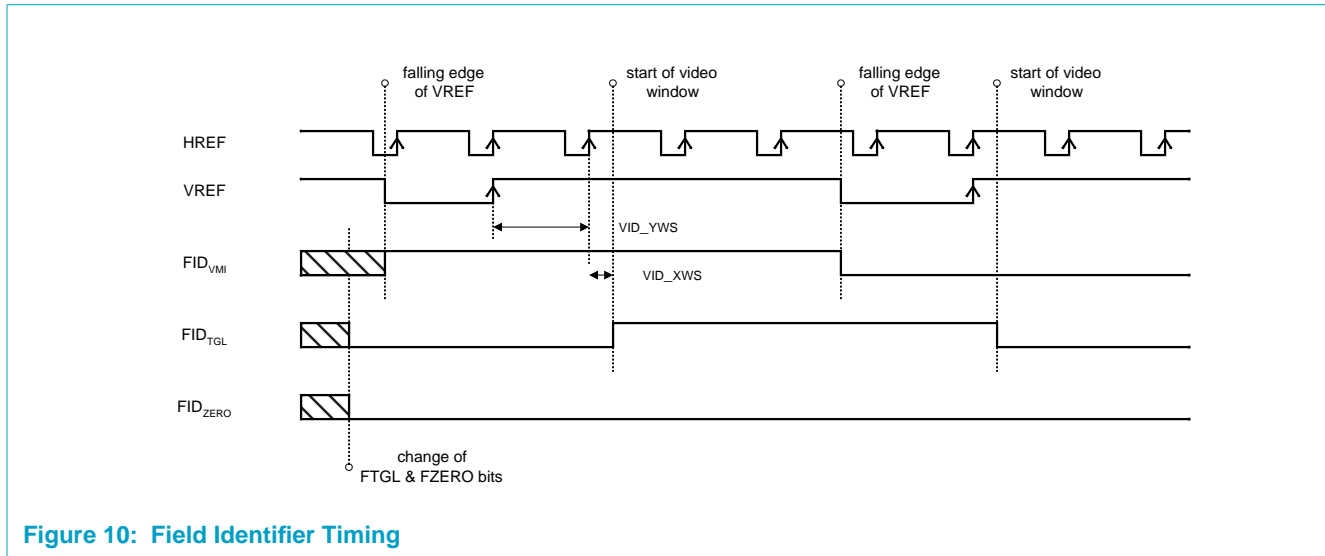 falling edge
of VREF
start of video
window
falling edge
of VREF
start of video
window
HREF
VREF
VID_YWS
FIDVMI
VID_XWS
FIDTGL
FIDZERO
change of
FTGL & FZERO bits
Figure 10: Field Identifier Timing